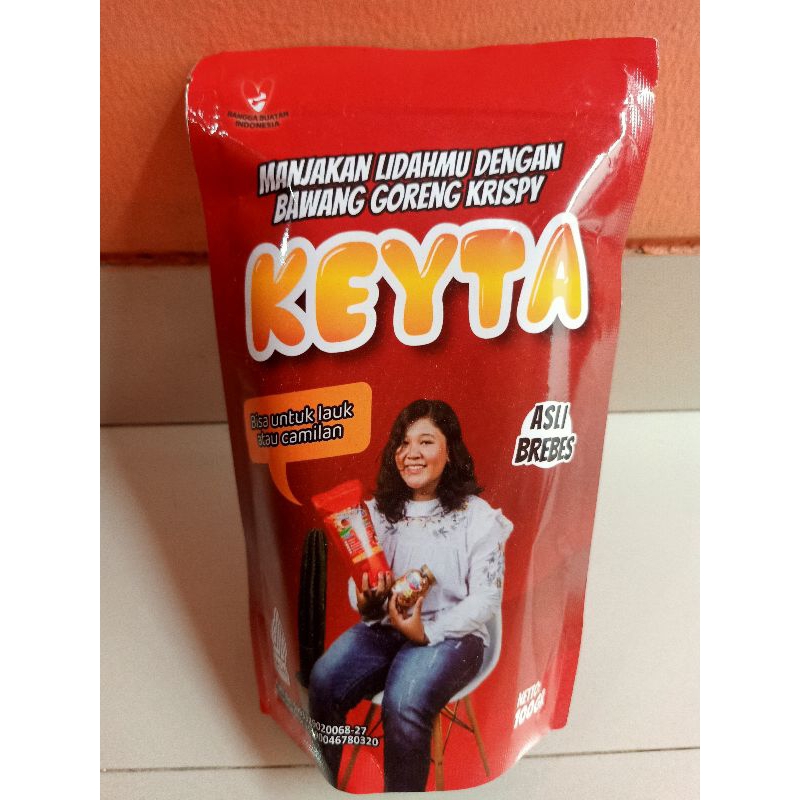 BANGGA BUATAN
INDONESIA
MANJAKAN LIDAHMU DENGAN
BAWANG GORENG KRISPY
KEYTA
Bisa untuk lauk
atau camilan
ASLI
BREBES
NETTO:
100GR